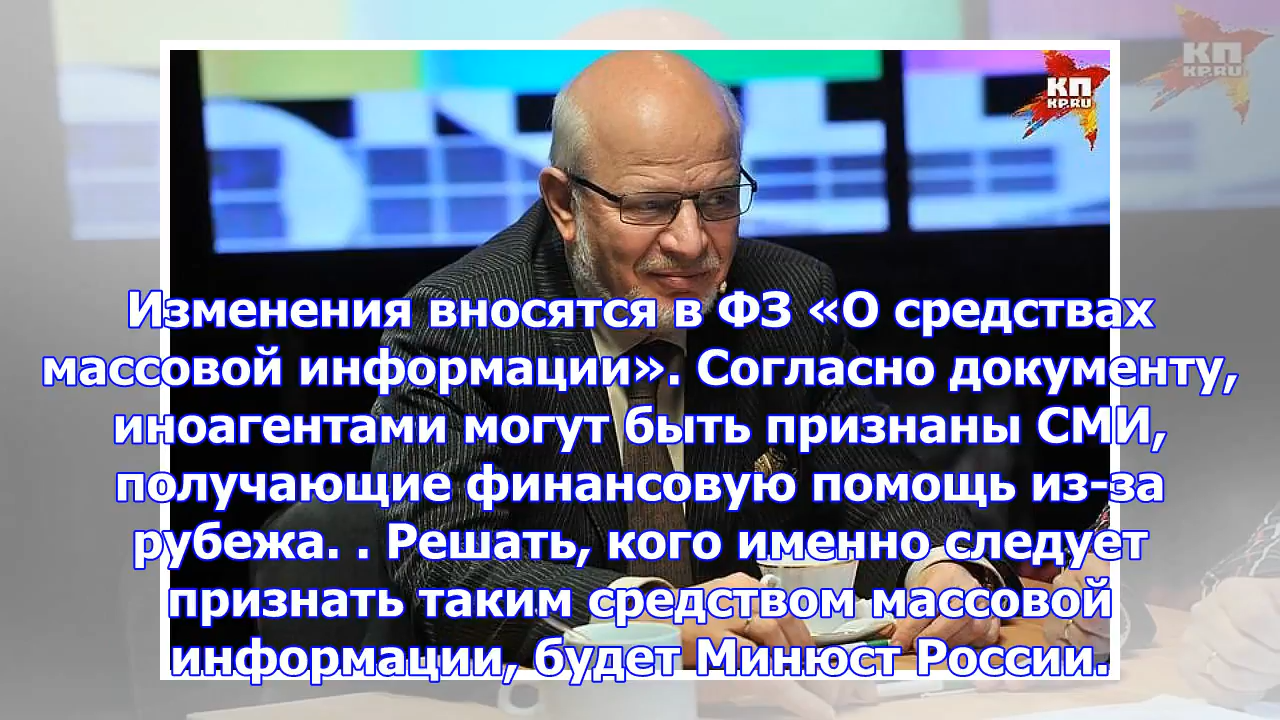 КП
KP.RU
КП
KP.RU
Изменения вносятся в ФЗ «О средствах
массовой информации». Согласно документу,
иноагентами могут быть признаны СМИ,
получающие финансовую помощь из-за
рубежа. . Решать, кого именно следует
признать таким средством массовой
информации, будет Минюст России.